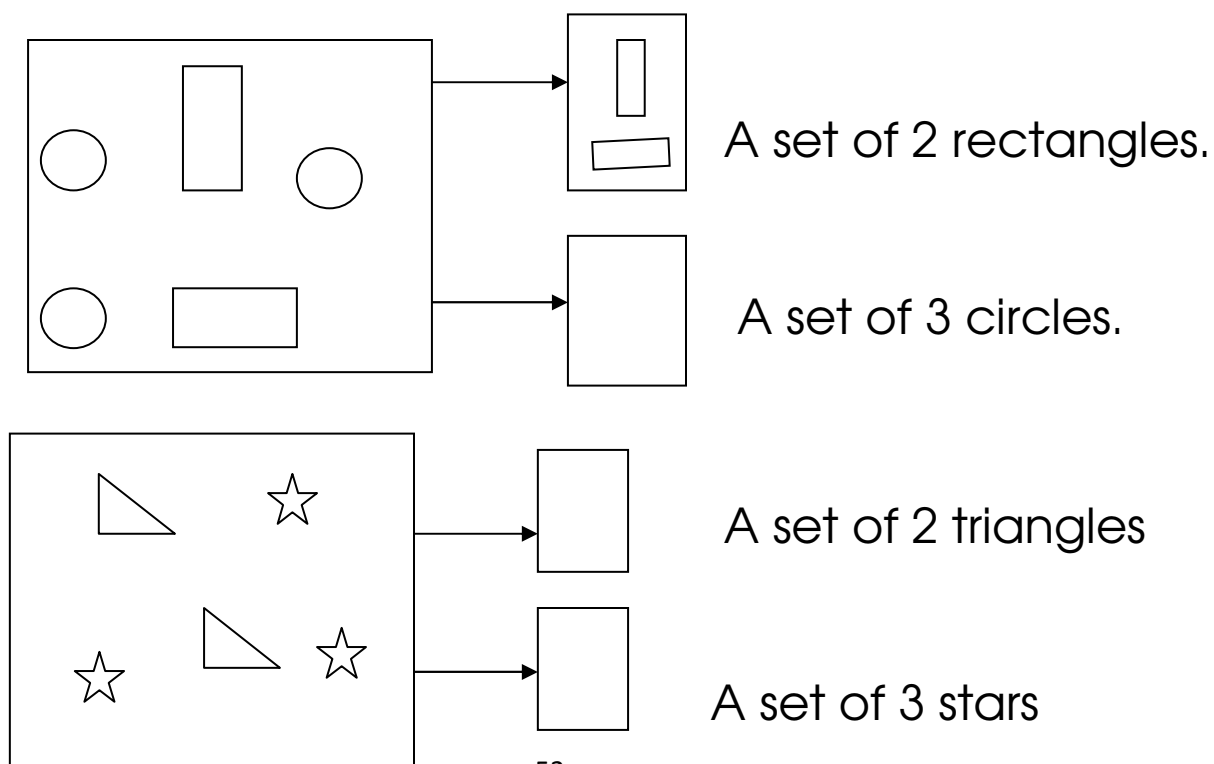 A set of 2 rectangles.
A set of 3 circles.
A set of 2 triangles
A set of 3 stars